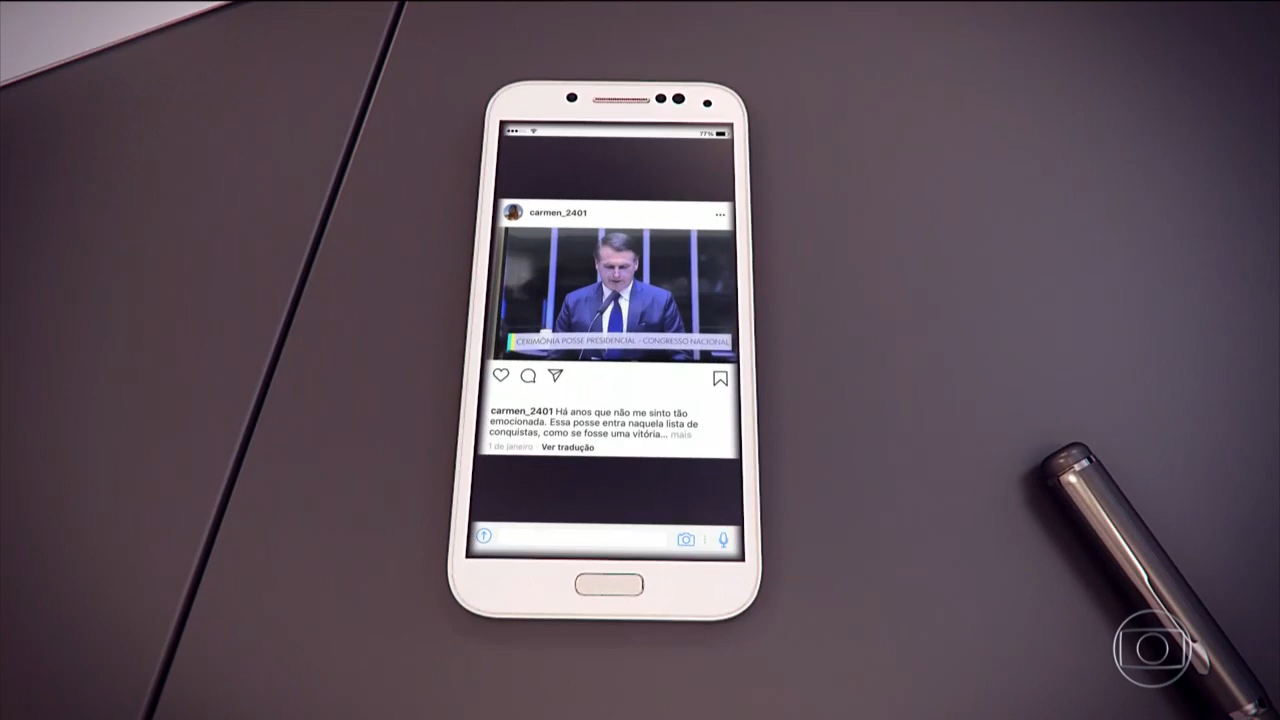 77%
carmen_2401
CERIMÔNIA POSSE PRESIDENCIAL - CONGRESSO NACIONAL
carmen_2401 Há anos que não me sinto tão
emocionada. Essa posse entra naquela lista de
conquistas, como se fosse uma vitória... mais
1 de janeiro Ver tradução